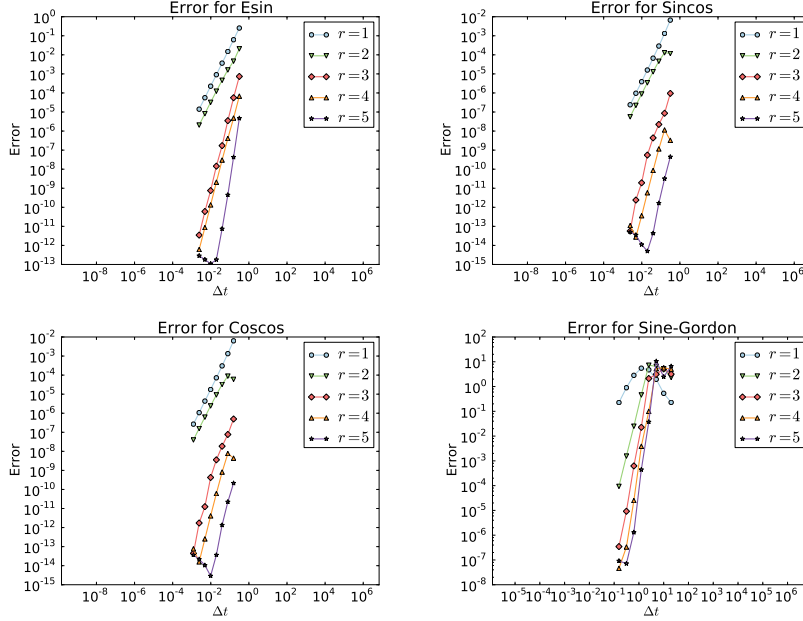 Error for Esin
Error
10^0
10^-1
10^-2
10^-3
10^-4
10^-5
10^-6
10^-7
10^-8
10^-9
10^-10
10^-11
10^-12
10^-13
10^-8 10^-6 10^-4 10^-2 10^0 10^2 10^4 10^6
Δt
r=1
r=2
r=3
r=4
r=5
Error for Sincos
Error
10^-2
10^-3
10^-4
10^-5
10^-6
10^-7
10^-8
10^-9
10^-10
10^-11
10^-12
10^-13
10^-14
10^-15
10^-8 10^-6 10^-4 10^-2 10^0 10^2 10^4 10^6
Δt
r=1
r=2
r=3
r=4
r=5
Error for Coscos
Error
10^-2
10^-3
10^-4
10^-5
10^-6
10^-7
10^-8
10^-9
10^-10
10^-11
10^-12
10^-13
10^-14
10^-15
10^-8 10^-6 10^-4 10^-2 10^0 10^2 10^4 10^6
Δt
r=1
r=2
r=3
r=4
r=5
Error for Sine-Gordon
Error
10^2
10^1
10^0
10^-1
10^-2
10^-3
10^-4
10^-5
10^-6
10^-7
10^-8
10^-5 10^-4 10^-3 10^-2 10^-1 10^0 10^1 10^2 10^3 10^4 10^5 10^6 10^7
Δt
r=1
r=2
r=3
r=4
r=5